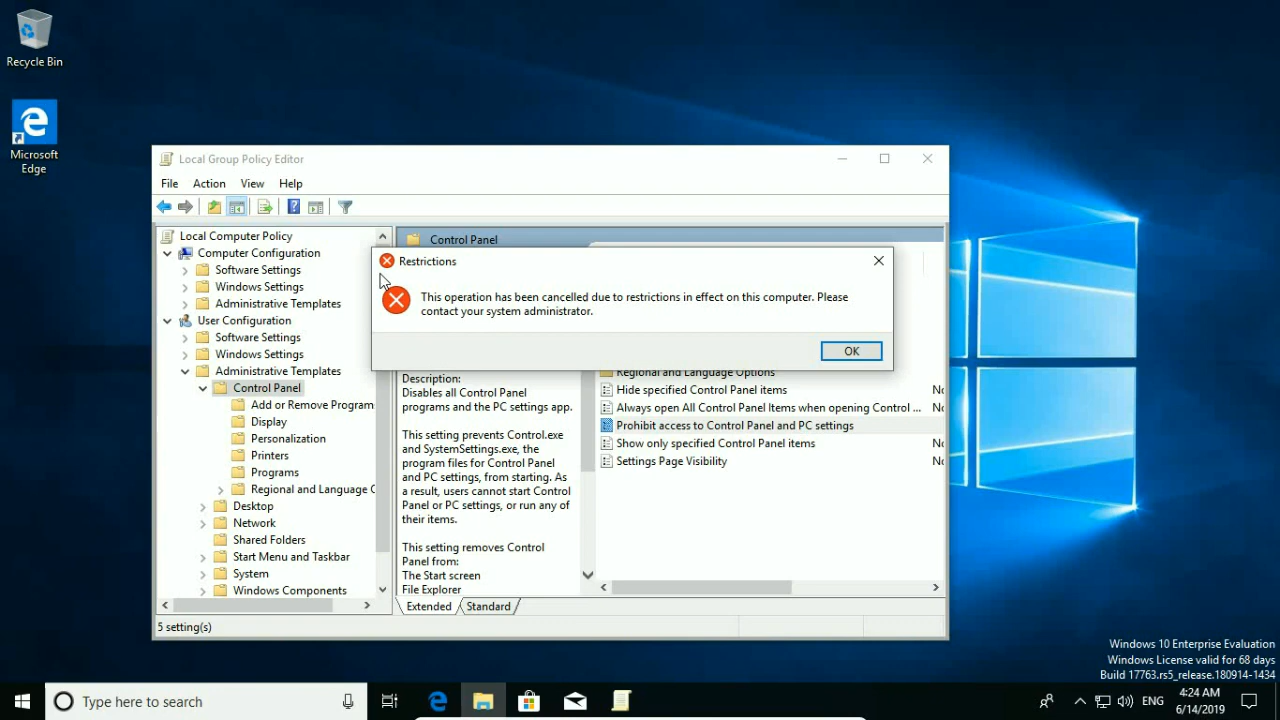 Recycle Bin
Microsoft
Edge
Local Group Policy Editor
File Action View Help
Local Computer Policy
Computer Configuration
Software Settings
Windows Settings
Administrative Templates
User Configuration
Software Settings
Windows Settings
Administrative Templates
Control Panel
Add or Remove Program
Display
Personalization
Printers
Programs
Regional and Language
Desktop
Network
Shared Folders
Start Menu and Taskbar
System
Windows Components
Control Panel
Restrictions
This operation has been cancelled due to restrictions in effect on this computer. Please
contact your system administrator.
OK
Description:
Disables all Control Panel
programs and the PC settings app.
This setting prevents Control.exe
and SystemSettings.exe, the
program files for Control Panel
and PC settings, from starting. As
a result, users cannot start Control
Panel or PC settings, or run any of
their items.
This setting removes Control
Panel from:
The Start screen
File Explorer
Regional and Language Options
Hide specified Control Panel items No
Always open All Control Panel Items when opening Control ... No
Prohibit access to Control Panel and PC settings
Show only specified Control Panel items No
Settings Page Visibility No
Extended Standard
5 setting(s)
Windows 10 Enterprise Evaluation
Windows License valid for 68 days
Build 17763.rs5_release.180914-1434
Type here to search
ENG
4:24 AM
6/14/2019